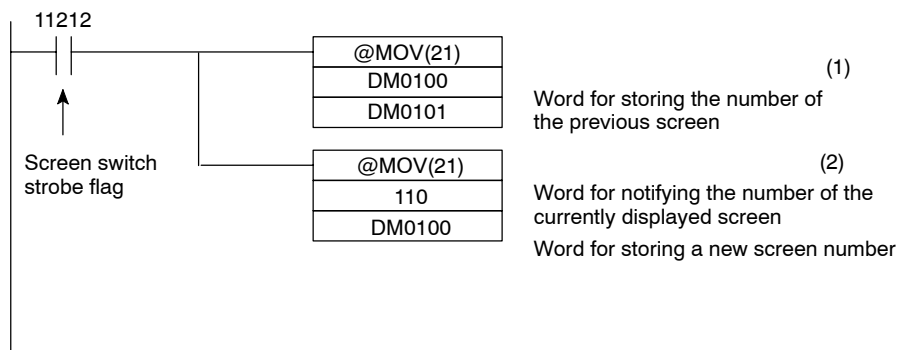 11212
@MOV(21)
DM0100
DM0101
(1)
Word for storing the number of
the previous screen
Screen switch
strobe flag
@MOV(21)
110
DM0100
(2)
Word for notifying the number of the
currently displayed screen
Word for storing a new screen number